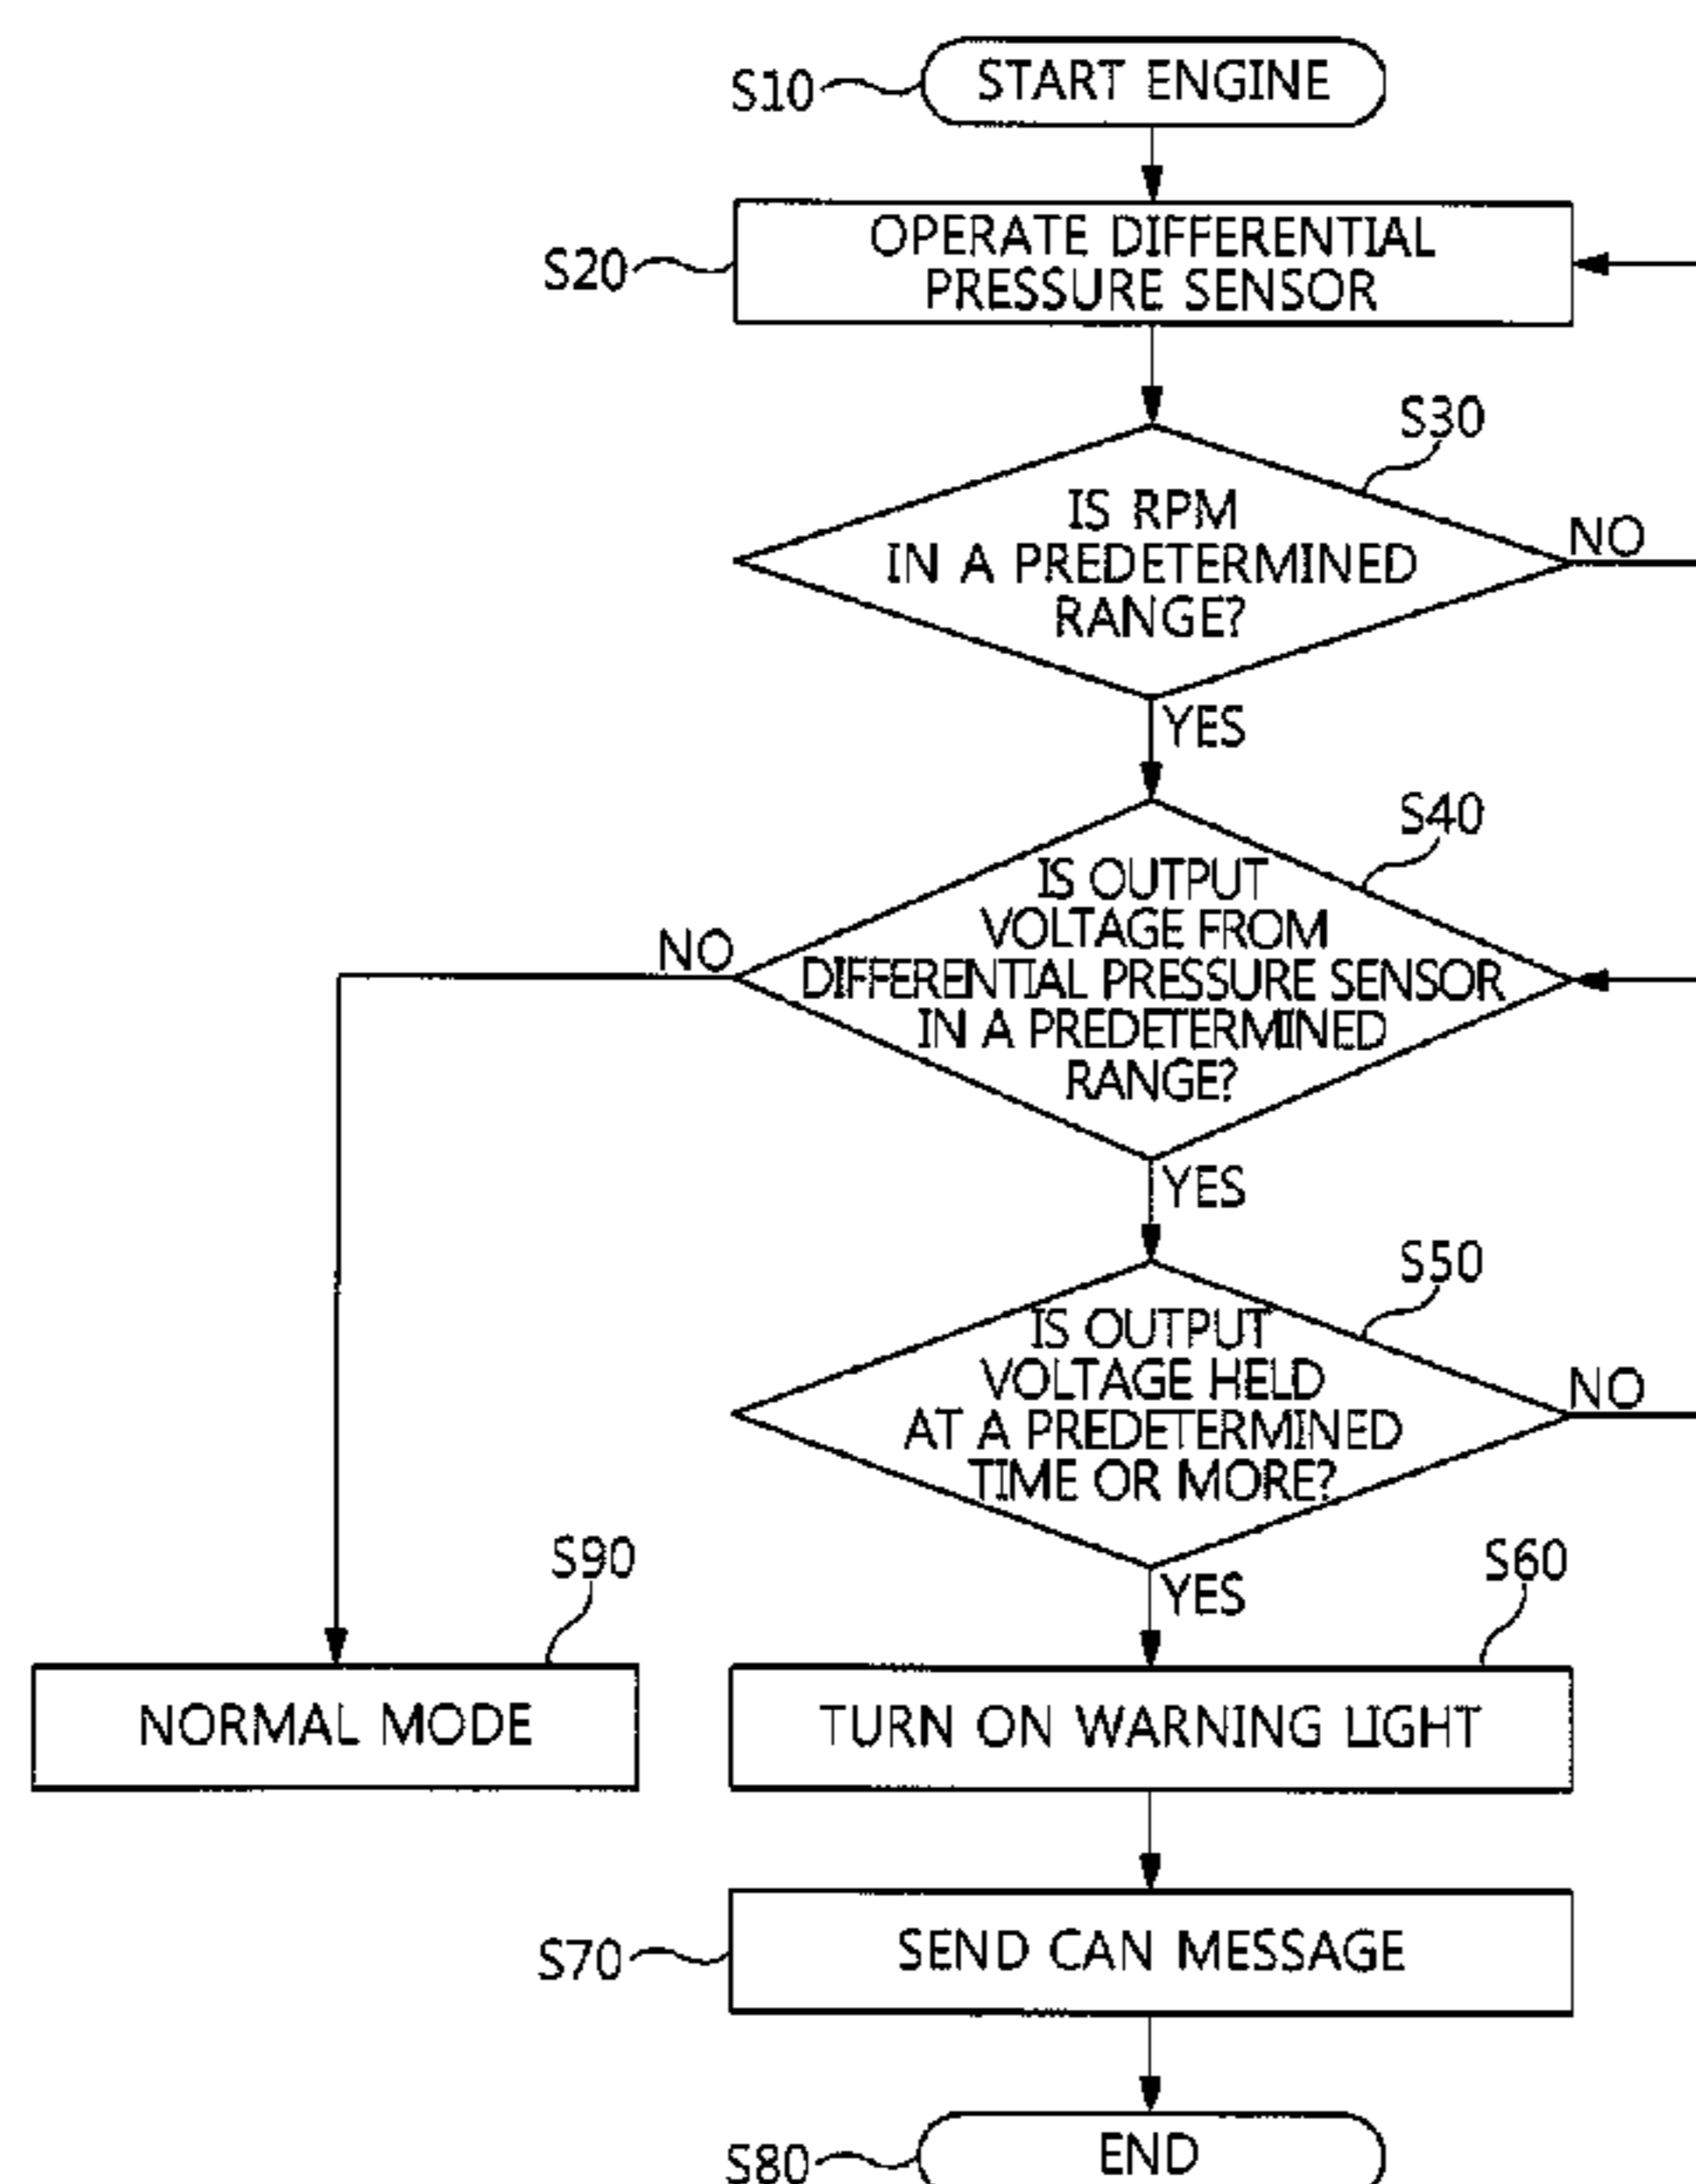 S10
START ENGINE
S20
OPERATE DIFFERENTIAL
PRESSURE SENSOR
S30
IS RPM
IN A PREDETERMINED
RANGE?
NO
YES
S40
IS OUTPUT
VOLTAGE FROM
DIFFERENTIAL PRESSURE SENSOR
IN A PREDETERMINED
RANGE?
NO
YES
S50
IS OUTPUT
VOLTAGE HELD
AT A PREDETERMINED
TIME OR MORE?
NO
YES
S90
NORMAL MODE
S60
TURN ON WARNING LIGHT
S70
SEND CAN MESSAGE
S80
END